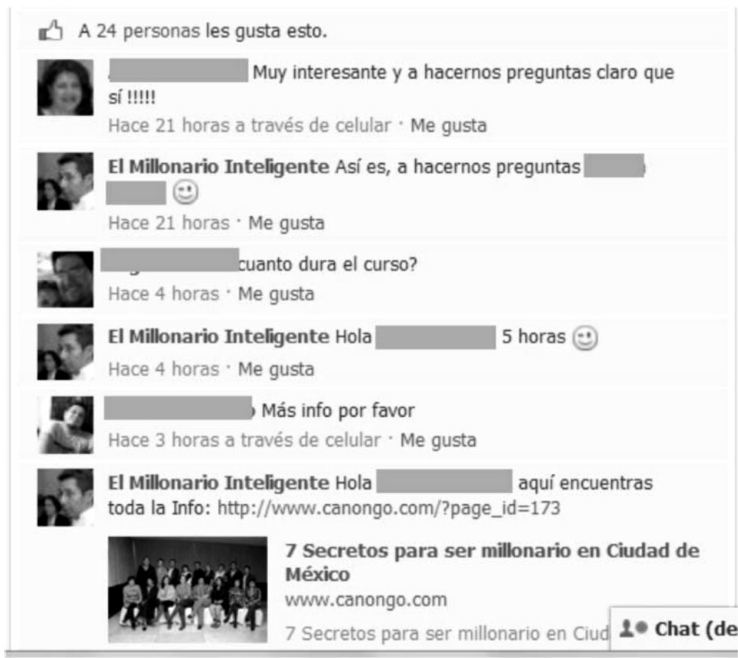 A 24 personas les gusta esto.
Muy interesante y a hacernos preguntas claro que
sí !!!!!
Hace 21 horas a través de celular · Me gusta
El Millonario Inteligente Así es, a hacernos preguntas
Hace 21 horas · Me gusta
cuanto dura el curso?
Hace 4 horas · Me gusta
El Millonario Inteligente Hola 5 horas
Hace 4 horas · Me gusta
Más info por favor
Hace 3 horas a través de celular · Me gusta
El Millonario Inteligente Hola aquí encuentras
toda la Info: http://www.canongo.com/?page_id=173
7 Secretos para ser millonario en Ciudad de
México
www.canongo.com
7 Secretos para ser millonario en Ciud
Chat (de